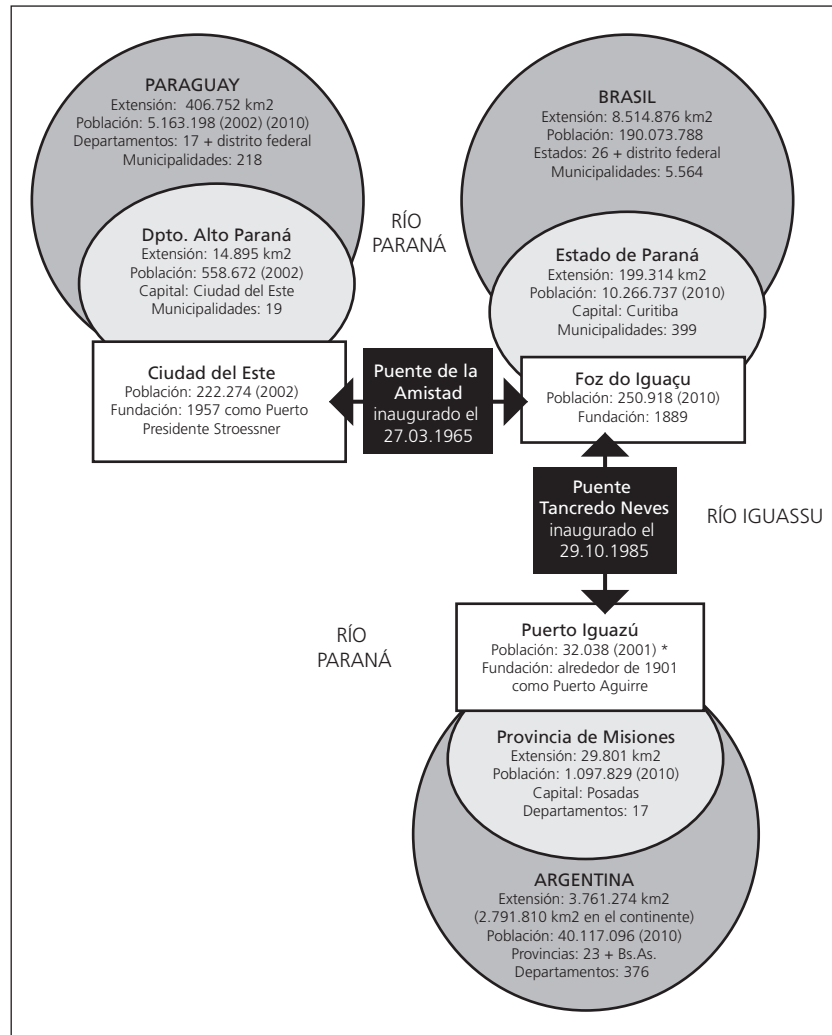 PARAGUAY
Extensión: 406.752 km2
Población: 5.163.198 (2002) (2010)
Departamentos: 17 + distrito federal
Municipalidades: 218
Dpto. Alto Paraná
Extensión: 14.895 km2
Población: 558.672 (2002)
Capital: Ciudad del Este
Municipalidades: 19
Ciudad del Este
Población: 222.274 (2002)
Fundación: 1957 como Puerto
Presidente Stroessner
RÍO
PARANÁ
BRASIL
Extensión: 8.514.876 km2
Población: 190.073.788
Estados: 26 + distrito federal
Municipalidades: 5.564
Estado de Paraná
Extensión: 199.314 km2
Población: 10.266.737 (2010)
Capital: Curitiba
Municipalidades: 399
Puente de la
Amistad
inaugurado el
27.03.1965
Foz do Iguaçu
Población: 250.918 (2010)
Fundación: 1889
Puente
Tancredo Neves
inaugurado el
29.10.1985
RÍO IGUASSU
RÍO
PARANÁ
Puerto Iguazú
Población: 32.038 (2001) *
Fundación: alrededor de 1901
como Puerto Aguirre
Provincia de Misiones
Extensión: 29.801 km2
Población: 1.097.829 (2010)
Capital: Posadas
Departamentos: 17
ARGENTINA
Extensión: 3.761.274 km2
(2.791.810 km2 en el continente)
Población: 40.117.096 (2010)
Provincias: 23 + Bs.As.
Departamentos: 376